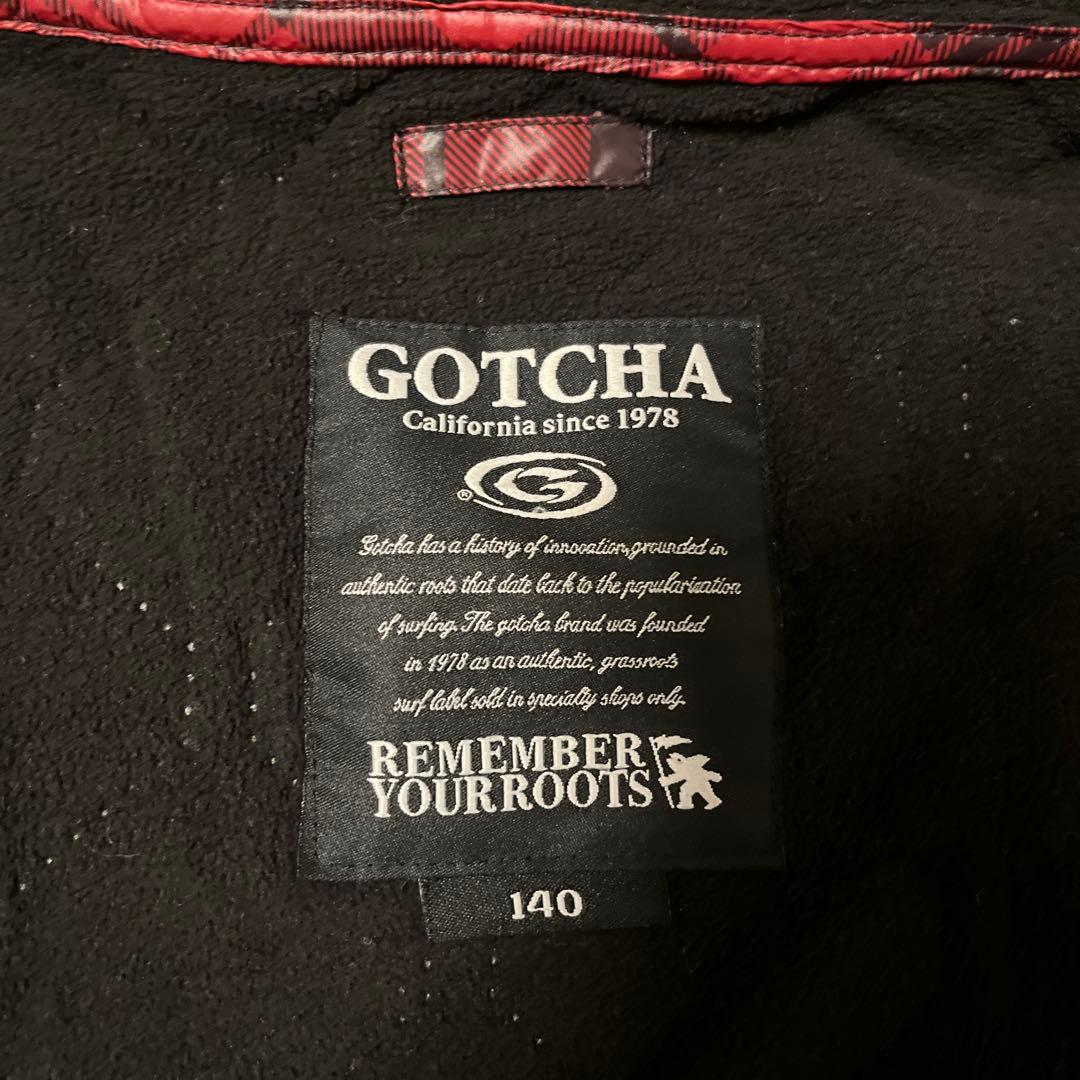 GOTCHA
California since 1978
G
®
Gotcha has a history of innovation, grounded in
authentic roots that date back to the popularization
of surfing. The gotcha brand was founded
in 1978 as an authentic, grassroots
surf label sold in specialty shops only.
REMEMBER
YOUR ROOTS
140